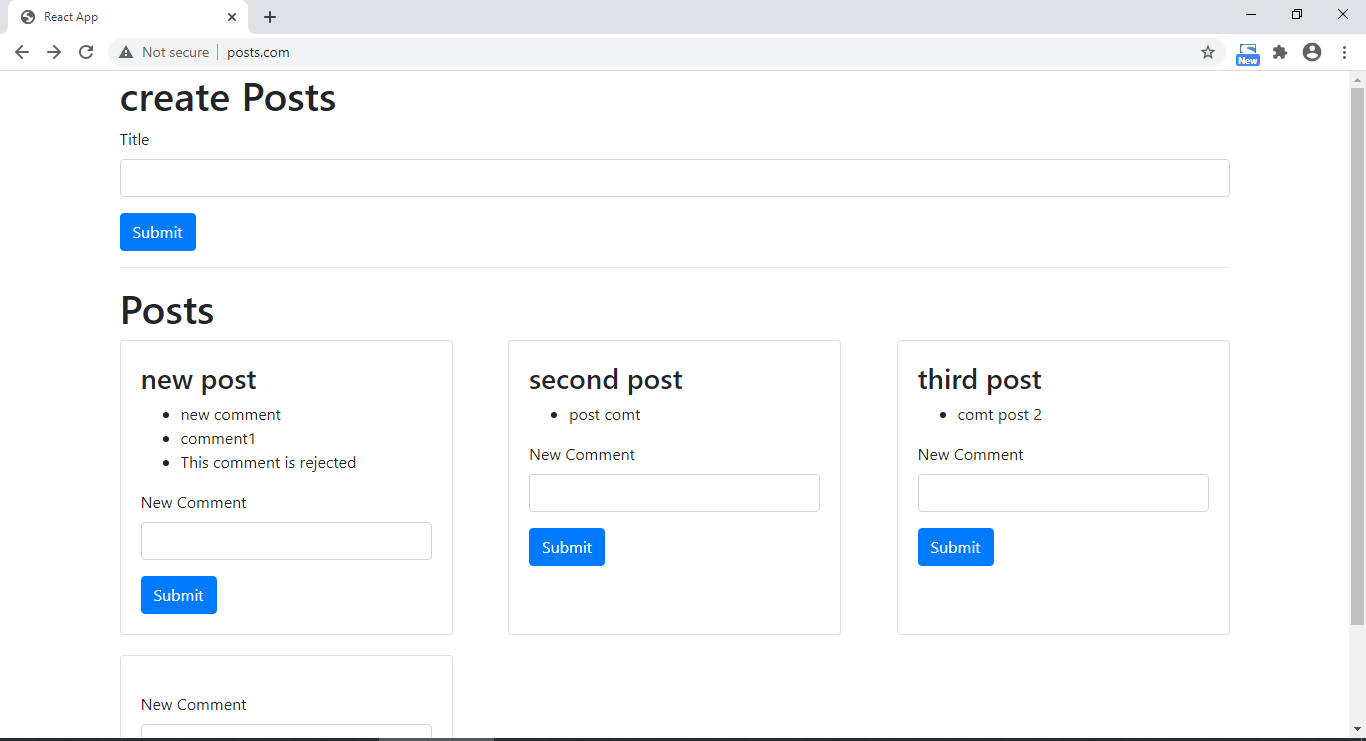 React App
Not secure
posts.com
New
create Posts
Title
Submit
Posts
new post
new comment
comment1
This comment is rejected
New Comment
Submit
second post
post comt
New Comment
Submit
third post
comt post 2
New Comment
Submit
New Comment